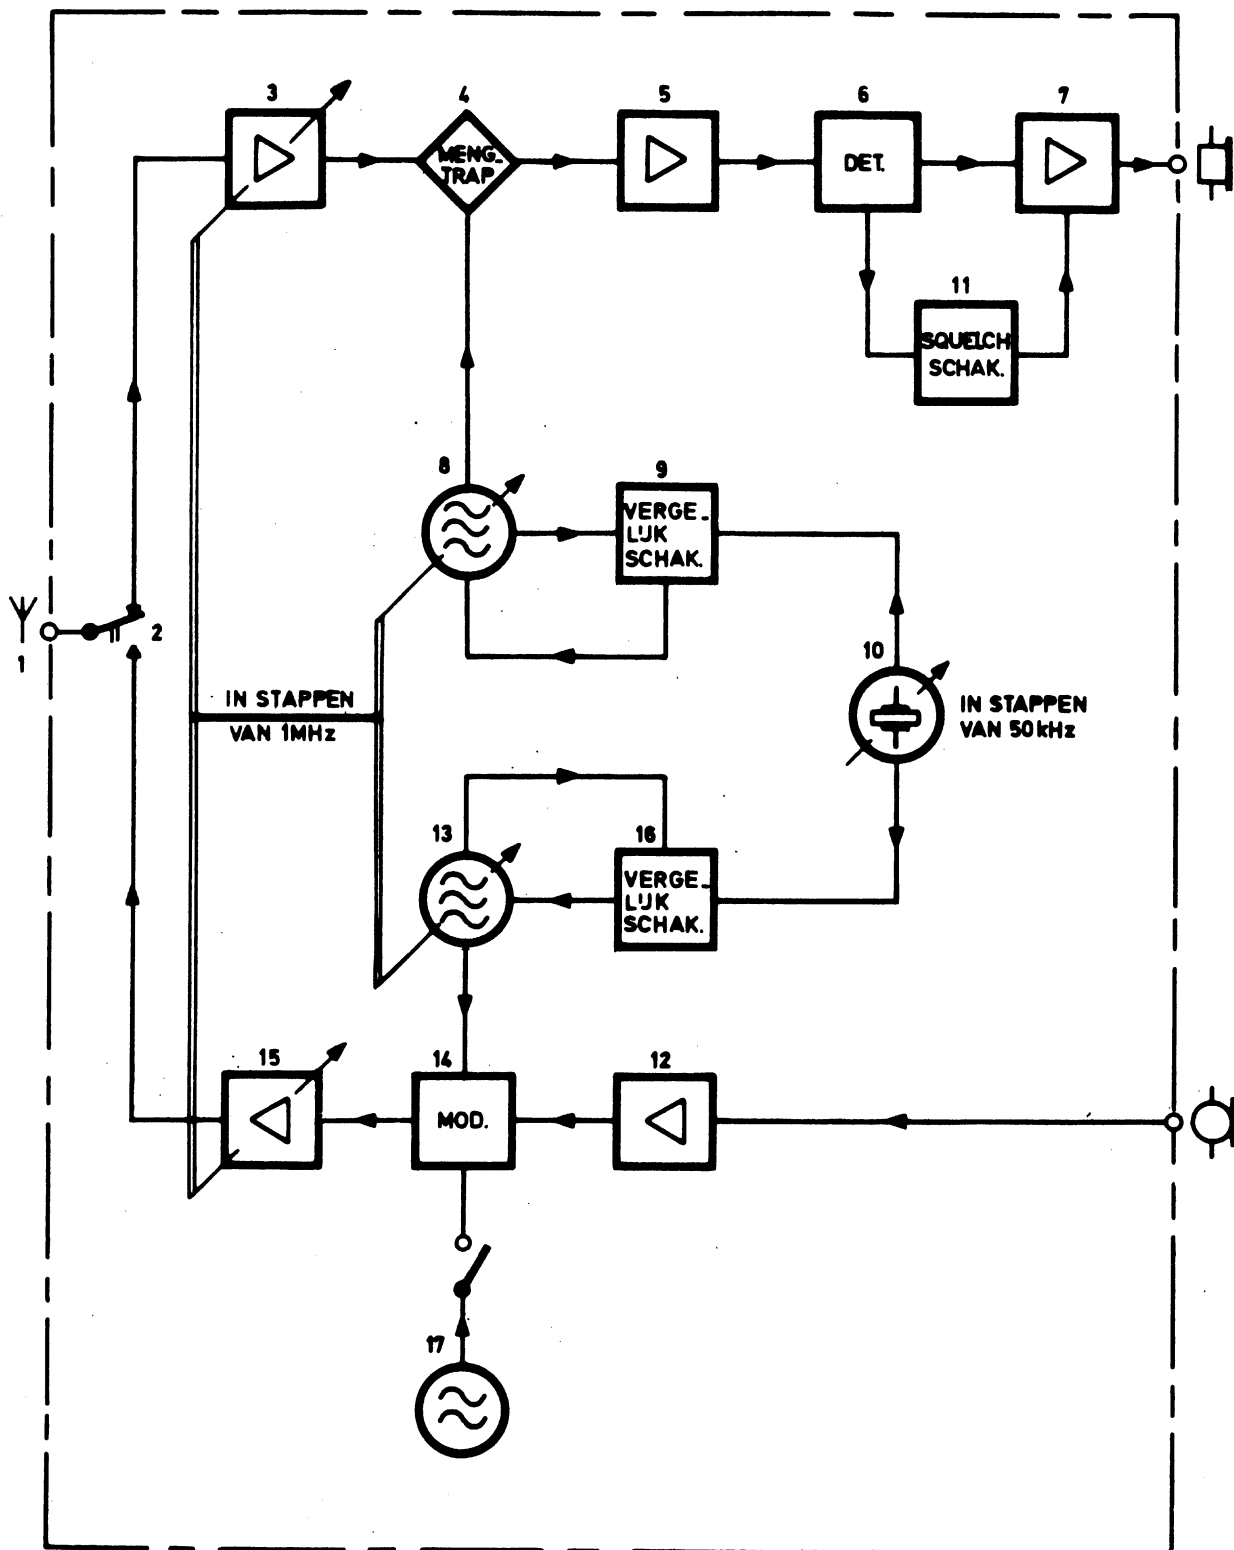 3
4
5
6
7
MENG-
TRAP
DET.
11
SQUELCH
SCHAK.
8
9
VERGE-
LIJK
SCHAK.
1
2
10
IN STAPPEN
VAN 1MHz
IN STAPPEN
VAN 50kHz
13
16
VERGE-
LIJK
SCHAK.
15
14
12
MOD.
17